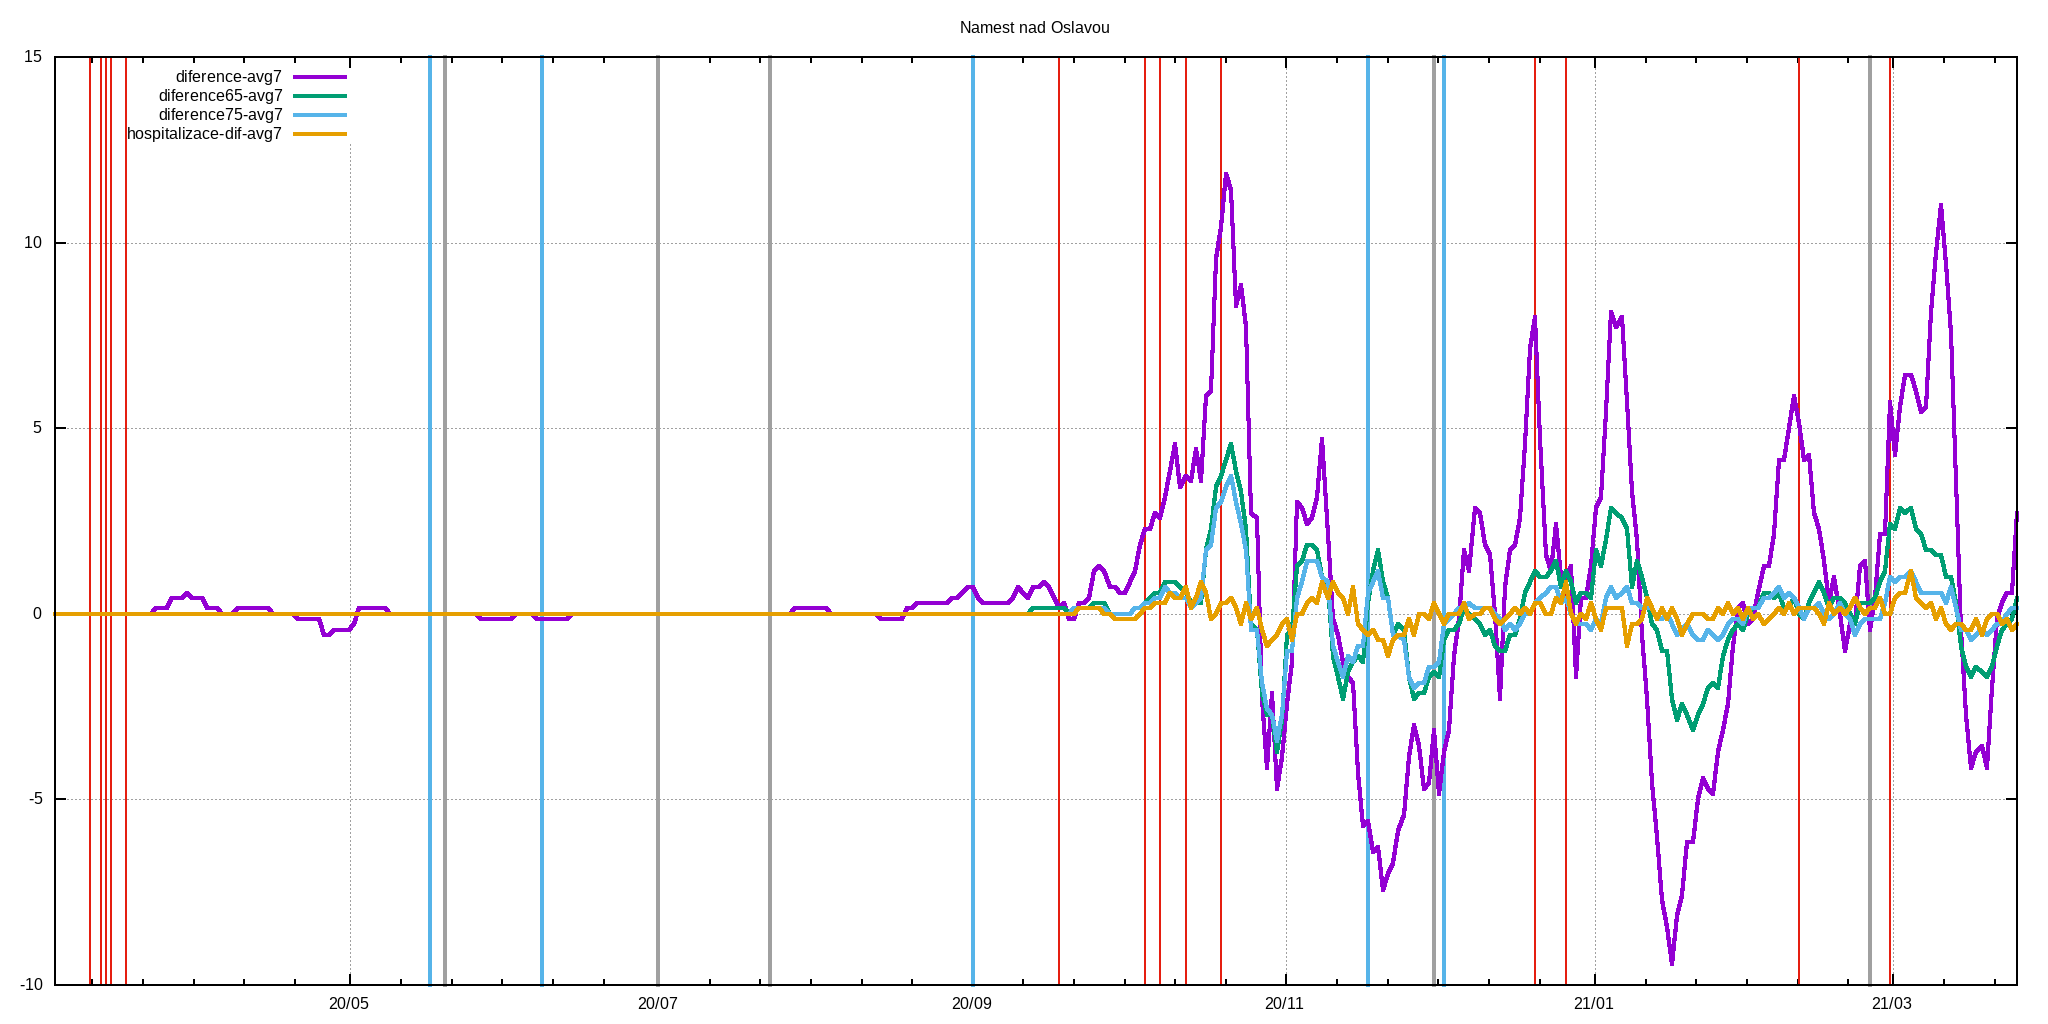 Namest nad Oslavou
15
10
5
0
-5
-10
diference-avg7
diference65-avg7
diference75-avg7
hospitalizace-dif-avg7
20/05
20/07
20/09
20/11
21/01
21/03